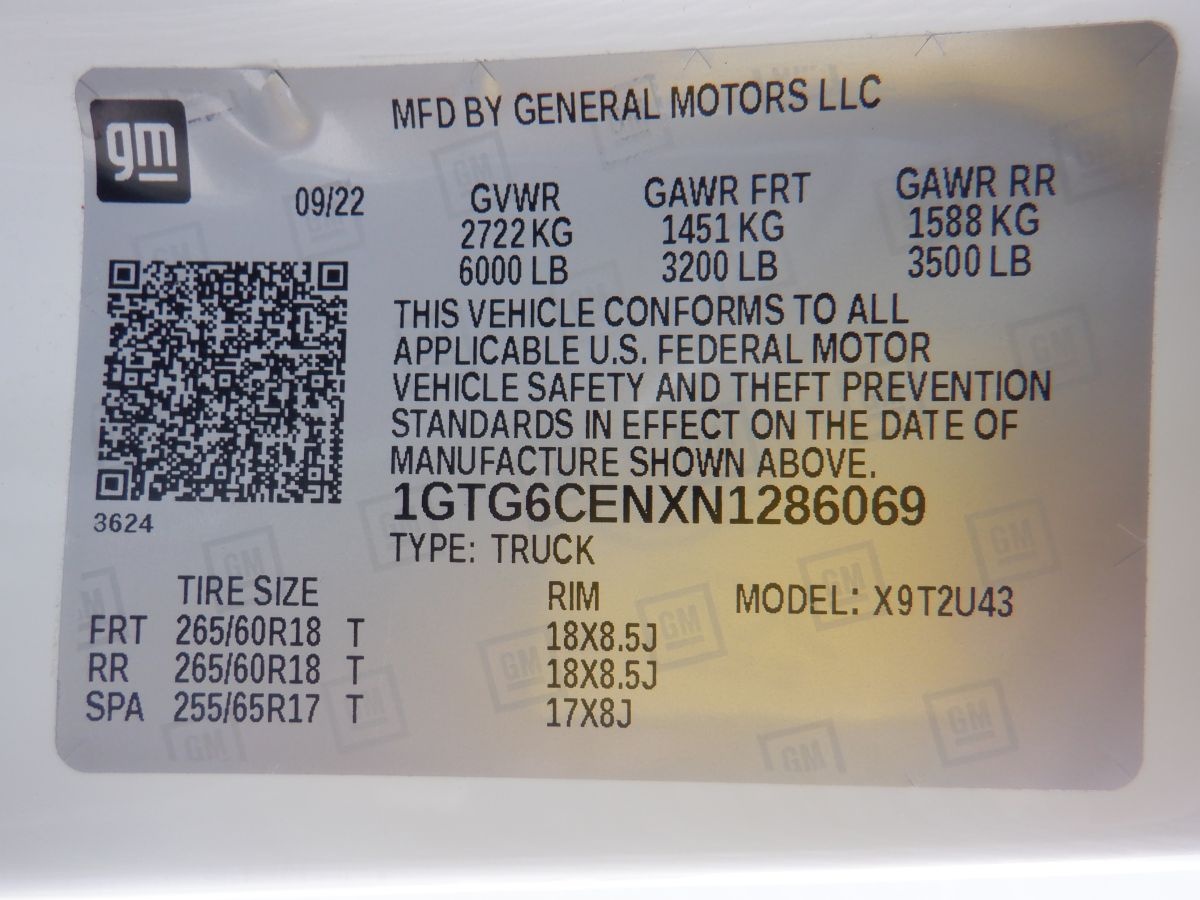 gm
MFD BY GENERAL MOTORS LLC
09/22
GVWR GAWR FRT GAWR RR
2722 KG 1451 KG 1588 KG
6000 LB 3200 LB 3500 LB
THIS VEHICLE CONFORMS TO ALL
APPLICABLE U.S. FEDERAL MOTOR
VEHICLE SAFETY AND THEFT PREVENTION
STANDARDS IN EFFECT ON THE DATE OF
MANUFACTURE SHOWN ABOVE.
1GTG6CENXN1286069
3624
TYPE: TRUCK
TIRE SIZE RIM MODEL: X9T2U43
FRT 265/60R18 T 18X8.5J
RR 265/60R18 T 18X8.5J
SPA 255/65R17 T 17X8J